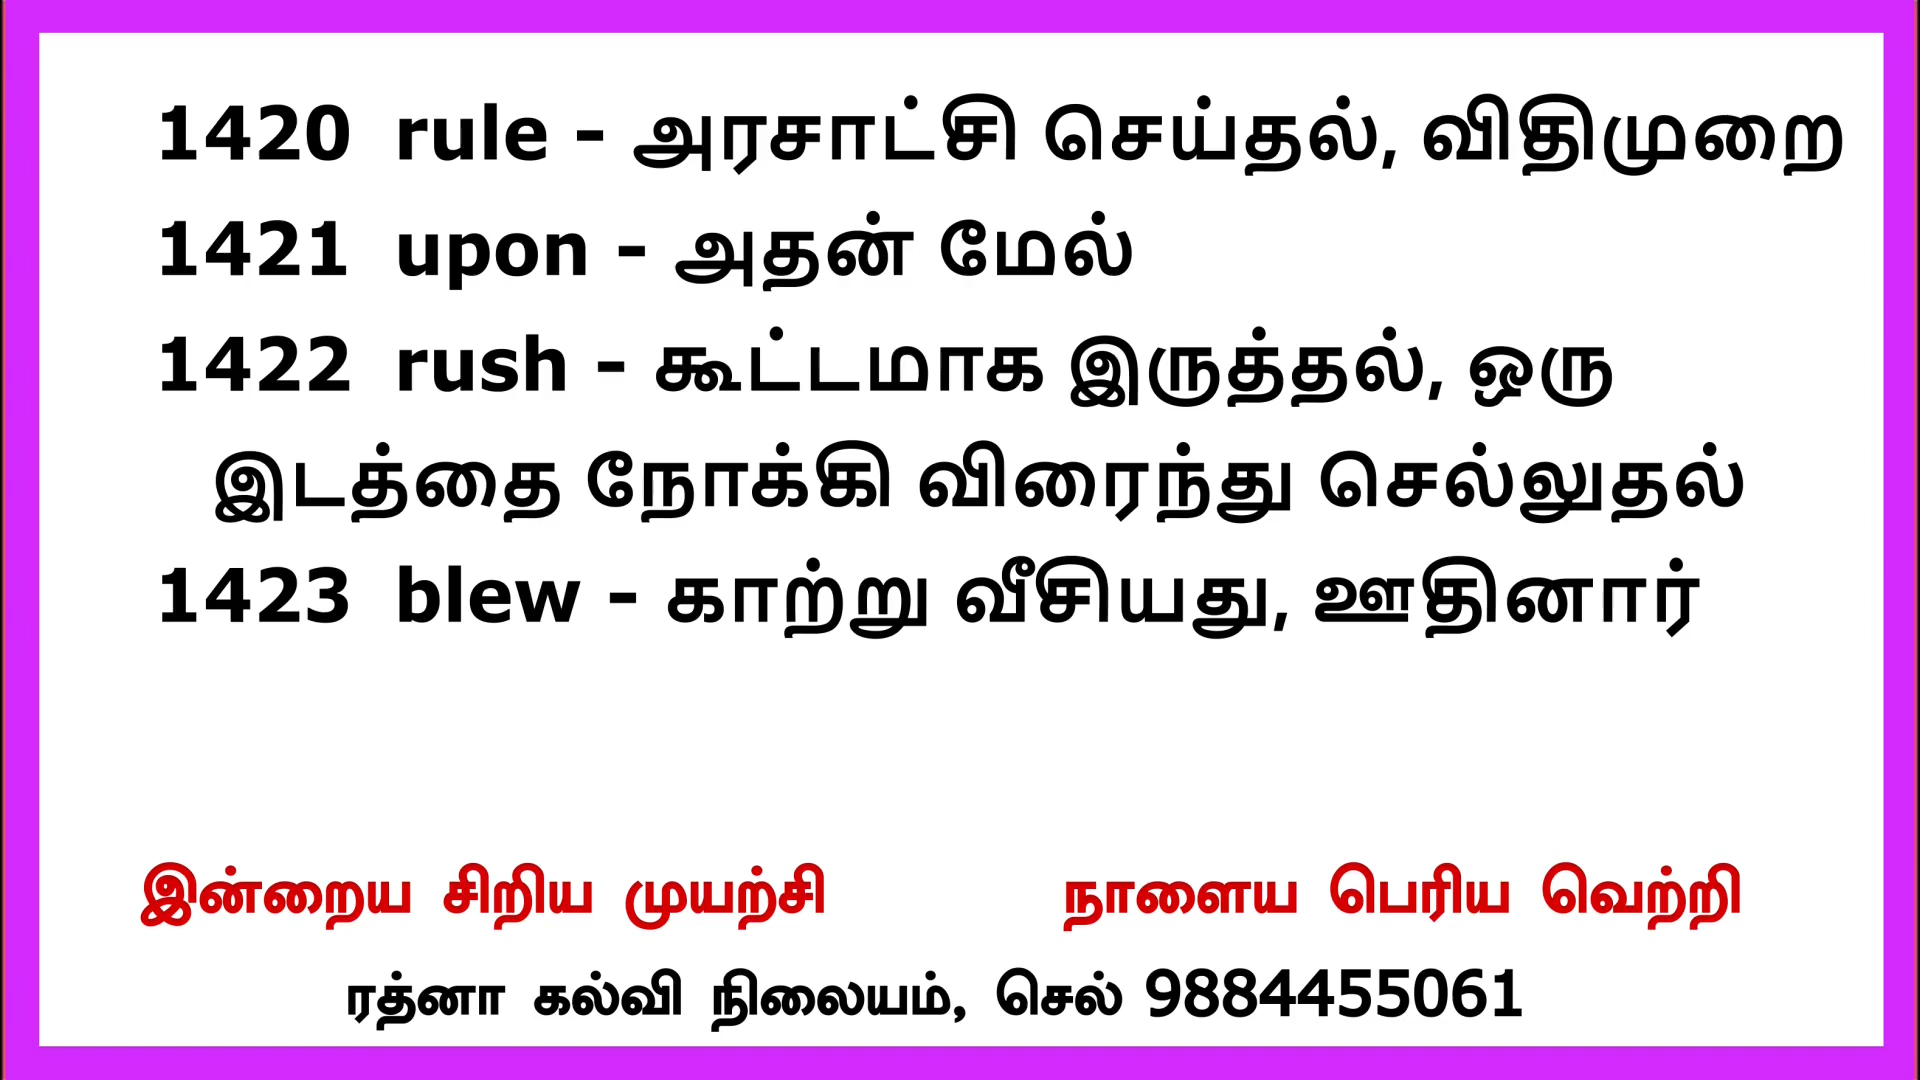 1420 rule - அரசாட்சி செய்தல், விதிமுறை
1421 upon - அதன் மேல்
1422 rush - கூட்டமாக இருத்தல், ஒரு
இடத்தை நோக்கி விரைந்து செல்லுதல்
1423 blew - காற்று வீசியது, ஊதினார்
இன்றைய சிறிய முயற்சி நாளைய பெரிய வெற்றி
ரத்னா கல்வி நிலையம், செல் 9884455061